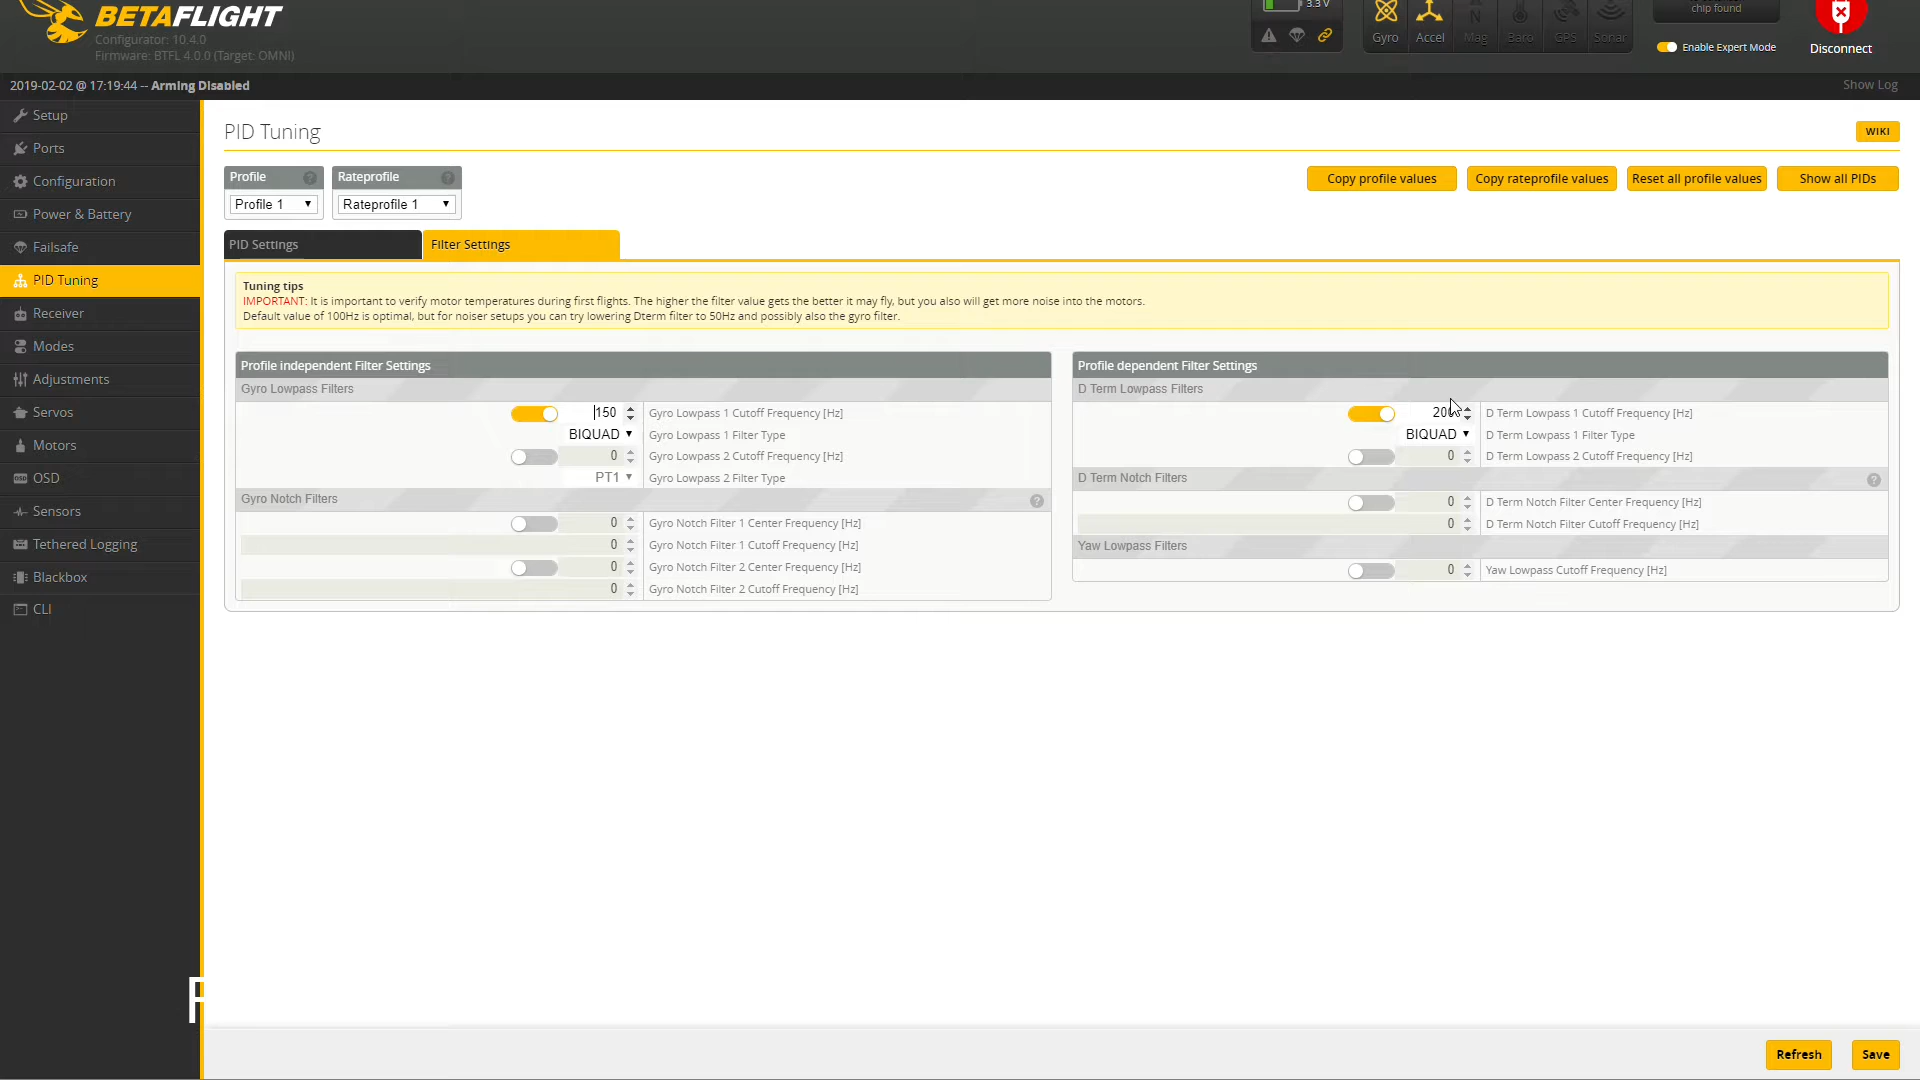 BETAFLIGHT
Configurator: 10.4.0
Firmware: BTFL 4.0.0 (Target: OMNI)
3.3 V
Gyro
Accel
Mag
Baro
GPS
Sonar
chip found
Enable Expert Mode
Disconnect
2019-02-02 @ 17:19:44 -- Arming Disabled
Show Log
Setup
Ports
Configuration
Power & Battery
Failsafe
PID Tuning
Receiver
Modes
Adjustments
Servos
Motors
OSD
Sensors
Tethered Logging
Blackbox
CLI
PID Tuning
WIKI
Profile
Profile 1
Rateprofile
Rateprofile 1
Copy profile values
Copy rateprofile values
Reset all profile values
Show all PIDs
PID Settings
Filter Settings
Tuning tips
IMPORTANT: It is important to verify motor temperatures during first flights. The higher the filter value gets the better it may fly, but you also will get more noise into the motors.
Default value of 100Hz is optimal, but for noiser setups you can try lowering Dterm filter to 50Hz and possibly also the gyro filter.
Profile independent Filter Settings
Gyro Lowpass Filters
150 Gyro Lowpass 1 Cutoff Frequency [Hz]
BIQUAD Gyro Lowpass 1 Filter Type
0 Gyro Lowpass 2 Cutoff Frequency [Hz]
PT1 Gyro Lowpass 2 Filter Type
Gyro Notch Filters
0 Gyro Notch Filter 1 Center Frequency [Hz]
0 Gyro Notch Filter 1 Cutoff Frequency [Hz]
0 Gyro Notch Filter 2 Center Frequency [Hz]
0 Gyro Notch Filter 2 Cutoff Frequency [Hz]
Profile dependent Filter Settings
D Term Lowpass Filters
200 D Term Lowpass 1 Cutoff Frequency [Hz]
BIQUAD D Term Lowpass 1 Filter Type
0 D Term Lowpass 2 Cutoff Frequency [Hz]
D Term Notch Filters
0 D Term Notch Filter Center Frequency [Hz]
0 D Term Notch Filter Cutoff Frequency [Hz]
Yaw Lowpass Filters
0 Yaw Lowpass Cutoff Frequency [Hz]
Refresh
Save